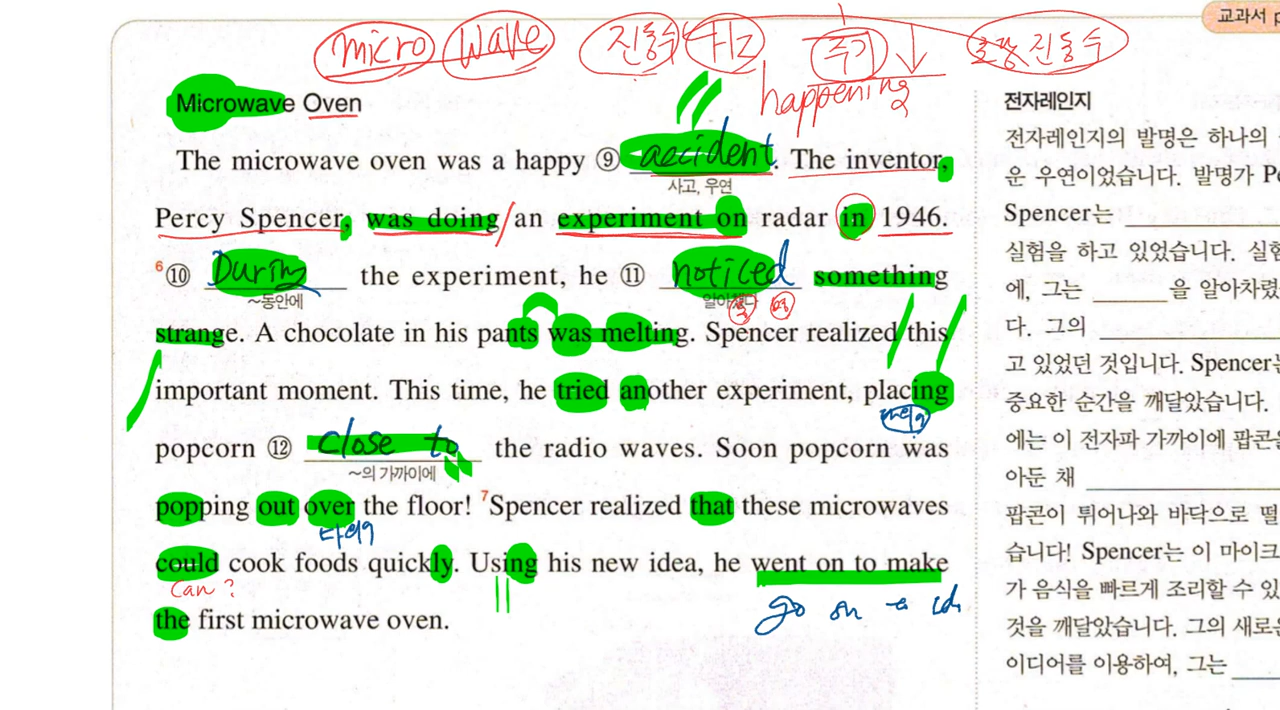 교과서 p
micro wave 진동수 Hz 주기 진동수
happening
Microwave Oven
The microwave oven was a happy ⑨ accident. The inventor,
사고, 우연
Percy Spencer, was doing / an experiment on radar in 1946.
6 ⑩ During the experiment, he ⑪ noticed something
~동안에
strange. A chocolate in his pants was melting. Spencer realized this
important moment. This time, he tried another experiment, placing
popcorn ⑫ close to the radio waves. Soon popcorn was
~의 가까이에
popping out over the floor! 7 Spencer realized that these microwaves
could cook foods quickly. Using his new idea, he went on to make
can ?
go on
the first microwave oven.
전자레인지
전자레인지의 발명은 하나의
운 우연이었습니다. 발명가 Pe
Spencer는
실험을 하고 있었습니다. 실험
에, 그는 을 알아차렸
다. 그의
고 있었던 것입니다. Spencer는
중요한 순간을 깨달았습니다.
에는 이 전자파 가까이에 팝콘을
아둔 채
팝콘이 튀어나와 바닥으로 떨
습니다! Spencer는 이 마이크
가 음식을 빠르게 조리할 수 있
것을 깨달았습니다. 그의 새로운
이디어를 이용하여, 그는